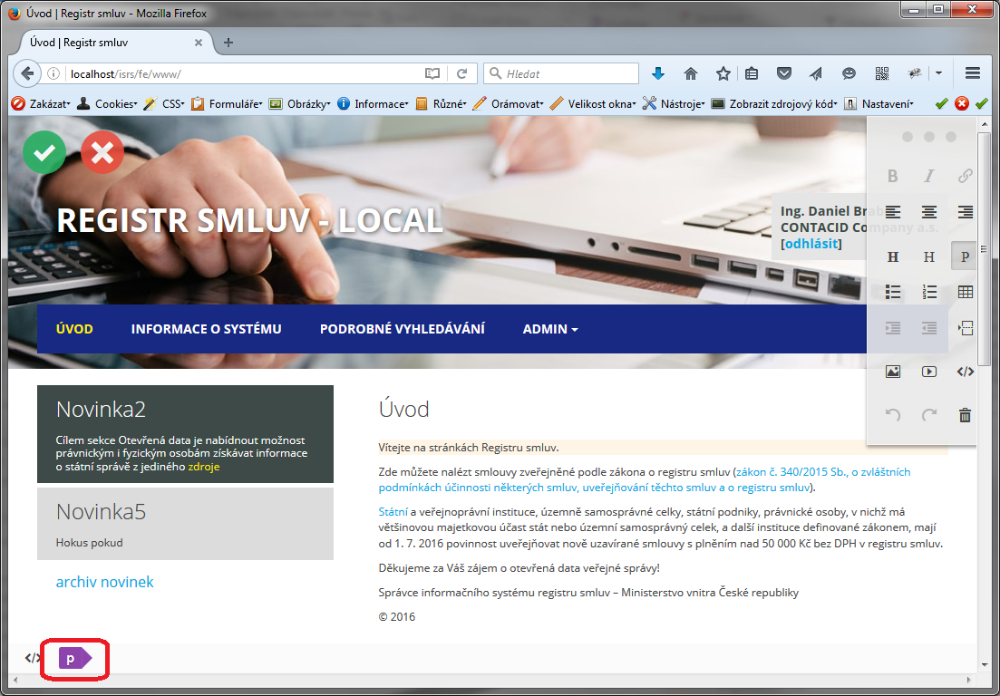 Úvod | Registr smluv - Mozilla Firefox
Úvod | Registr smluv
localhost/isrs/fe/www/
Hledat
Zakázat Cookies CSS Formuláře Obrázky Informace Různé Orámovat Velikost okna Nástroje Zobrazit zdrojový kód Nastavení
REGISTR SMLUV - LOCAL
Ing. Daniel
CONTACID Company a.s.
[odhlásit]
B I
H H P
ÚVOD INFORMACE O SYSTÉMU PODROBNÉ VYHLEDÁVÁNÍ ADMIN
</>
Novinka2
Cílem sekce Otevřená data je nabídnout možnost
právnickým i fyzickým osobám získávat informace
o státní správě z jediného zdroje
Novinka5
Hokus pokud
archiv novinek
Úvod
Vítejte na stránkách Registru smluv.
Zde můžete nalézt smlouvy zveřejněné podle zákona o registru smluv (zákon č. 340/2015 Sb., o zvláštních
podmínkách účinnosti některých smluv, uveřejňování těchto smluv a o registru smluv).
Státní a veřejnoprávní instituce, územně samosprávné celky, státní podniky, právnické osoby, v nichž má
většinovou majetkovou účast stát nebo územní samosprávný celek, a další instituce definované zákonem, mají
od 1. 7. 2016 povinnost uveřejňovat nově uzavírané smlouvy s plněním nad 50 000 Kč bez DPH v registru smluv.
Děkujeme za Váš zájem o otevřená data veřejné správy!
Správce informačního systému registru smluv – Ministerstvo vnitra České republiky
© 2016
</> p